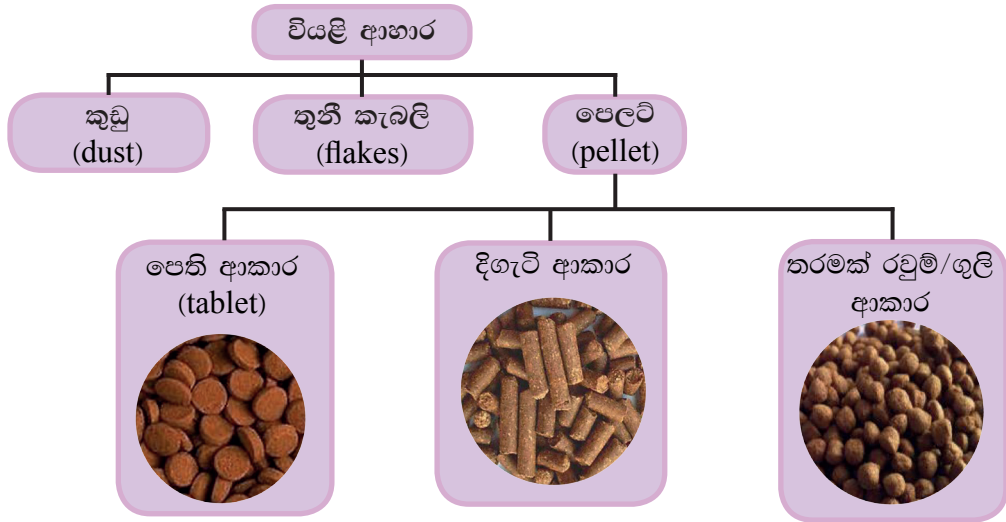 වියළි ආහාර
කුඩු
(dust)
තුනී කැබලි
(flakes)
පෙලට්
(pellet)
පෙති ආකාර
(tablet)
දිගැටි ආකාර
තරමක් රවුම්/ගුලි
ආකාර